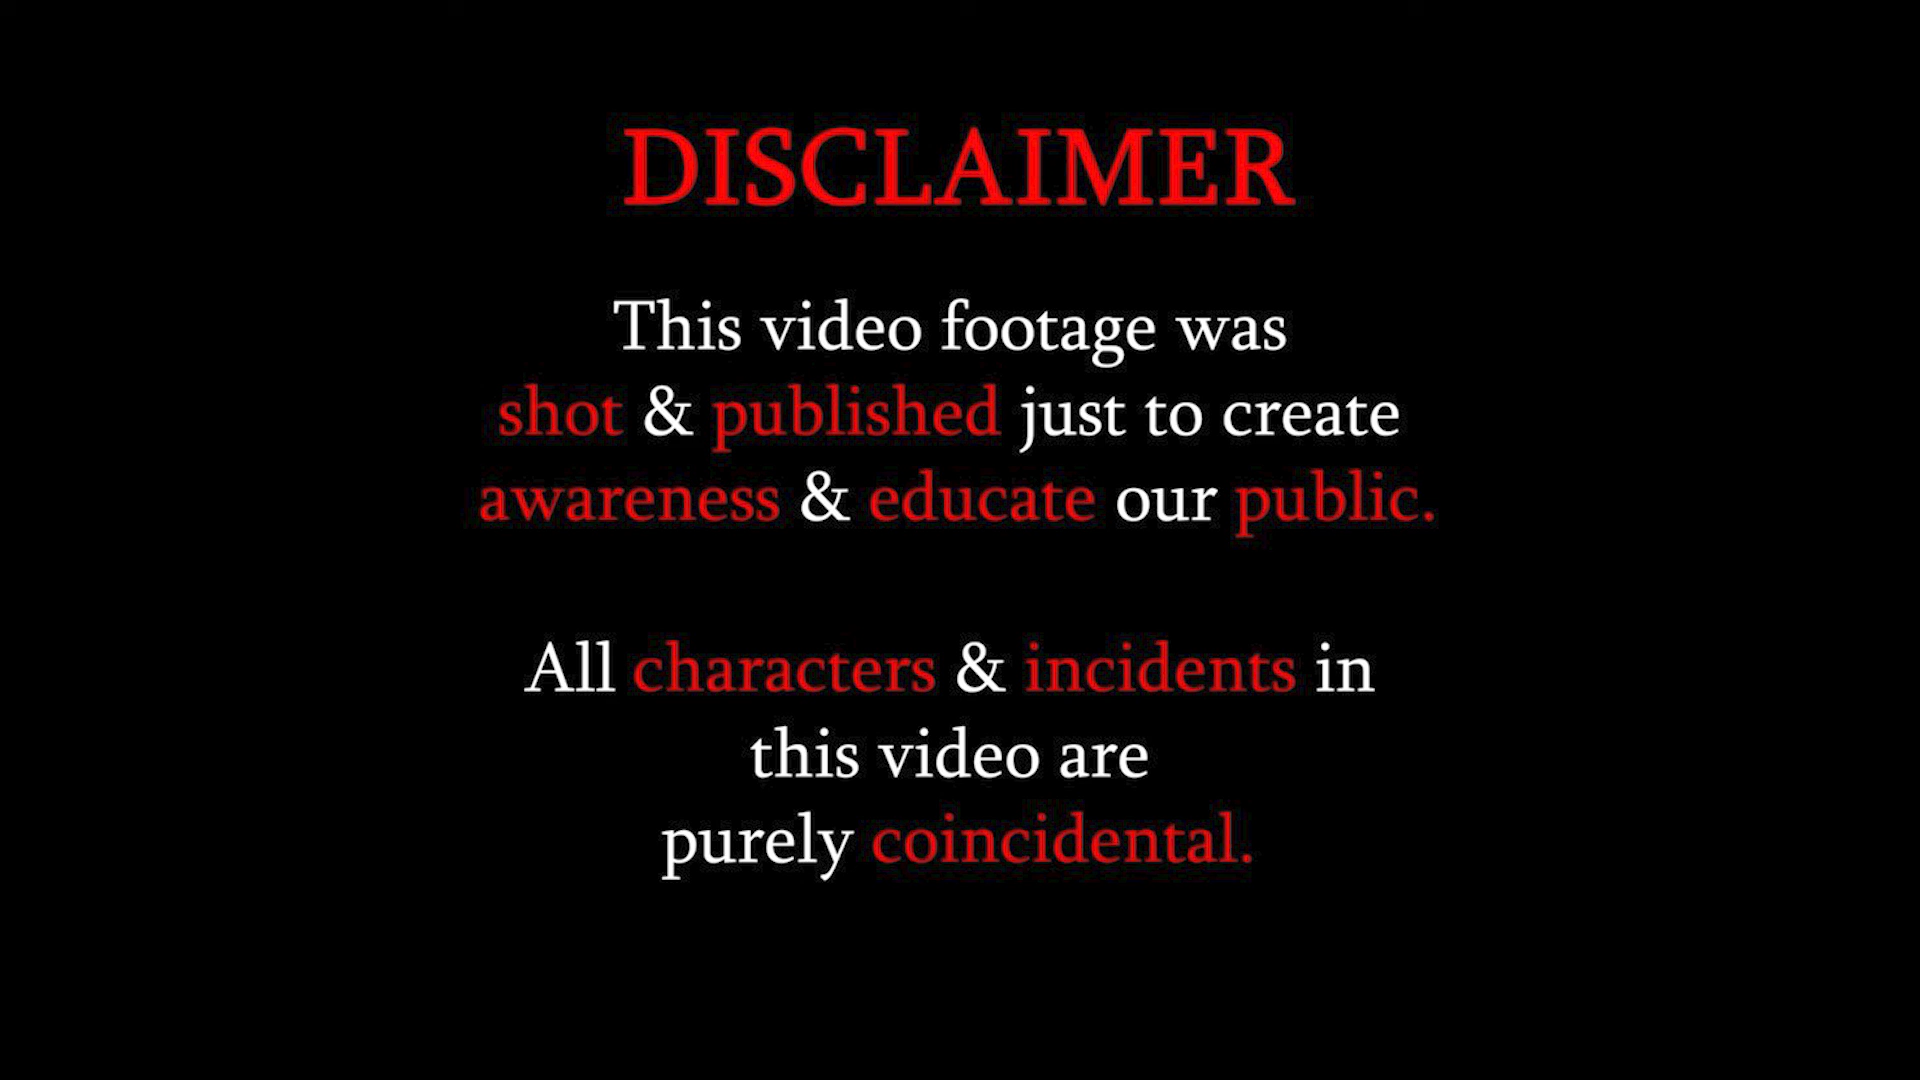 DISCLAIMER
This video footage was
shot & published just to create
awareness & educate our public.
All characters & incidents in
this video are
purely coincidental.